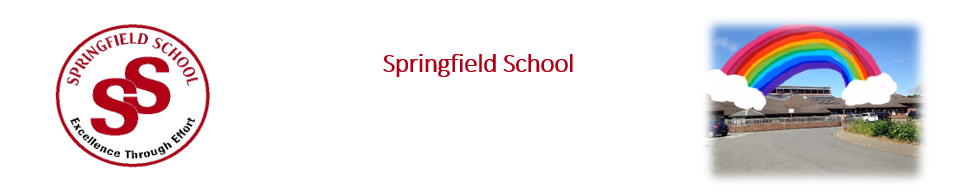 SPRINGFIELD SCHOOL
SS
Excellence Through Effort
Springfield School